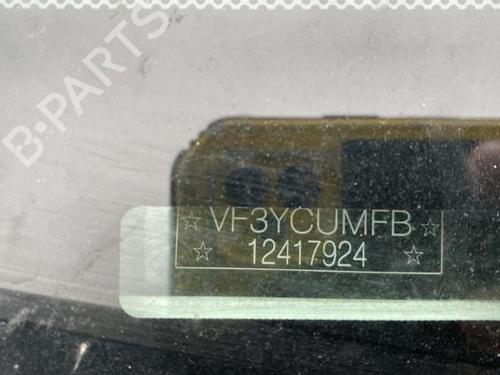 B-PARTS
☆ VF3YCUMFB ☆
☆ 12417924 ☆